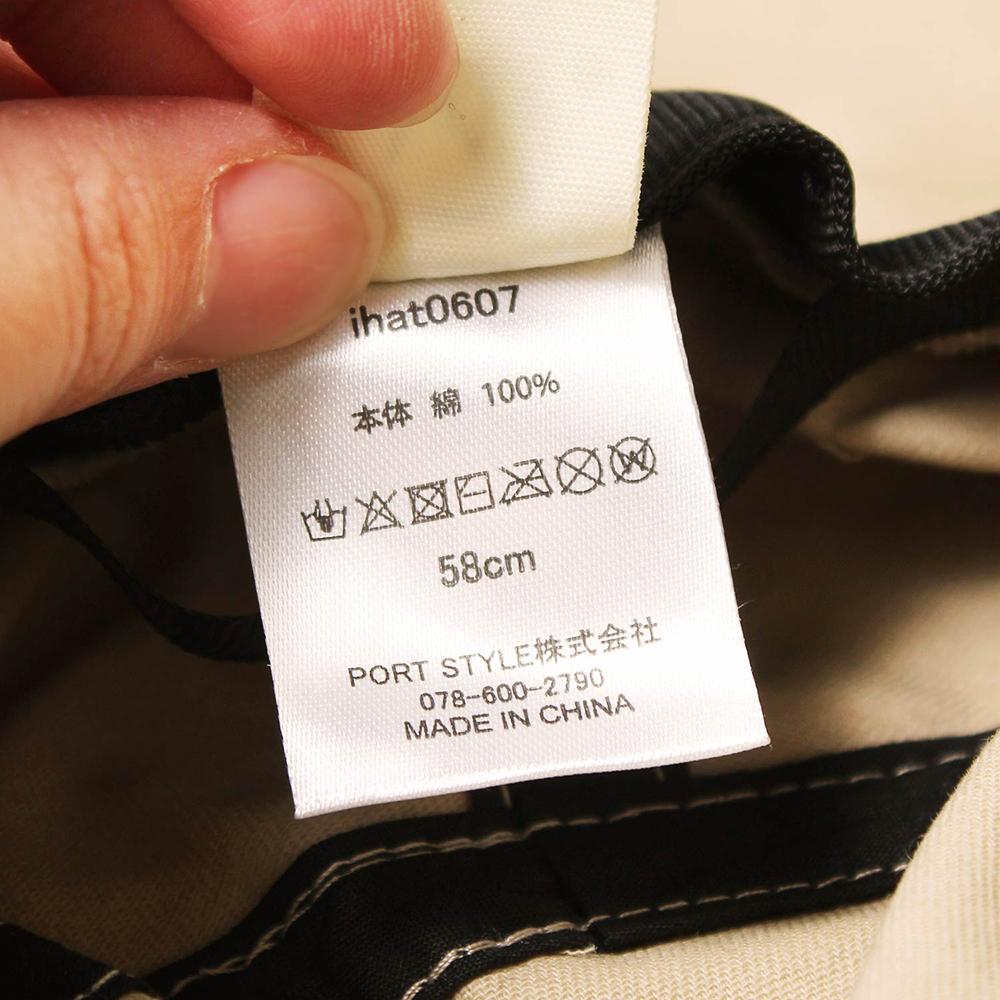 ihat0607
本体 綿 100%
58cm
PORT STYLE株式会社
078-600-2790
MADE IN CHINA